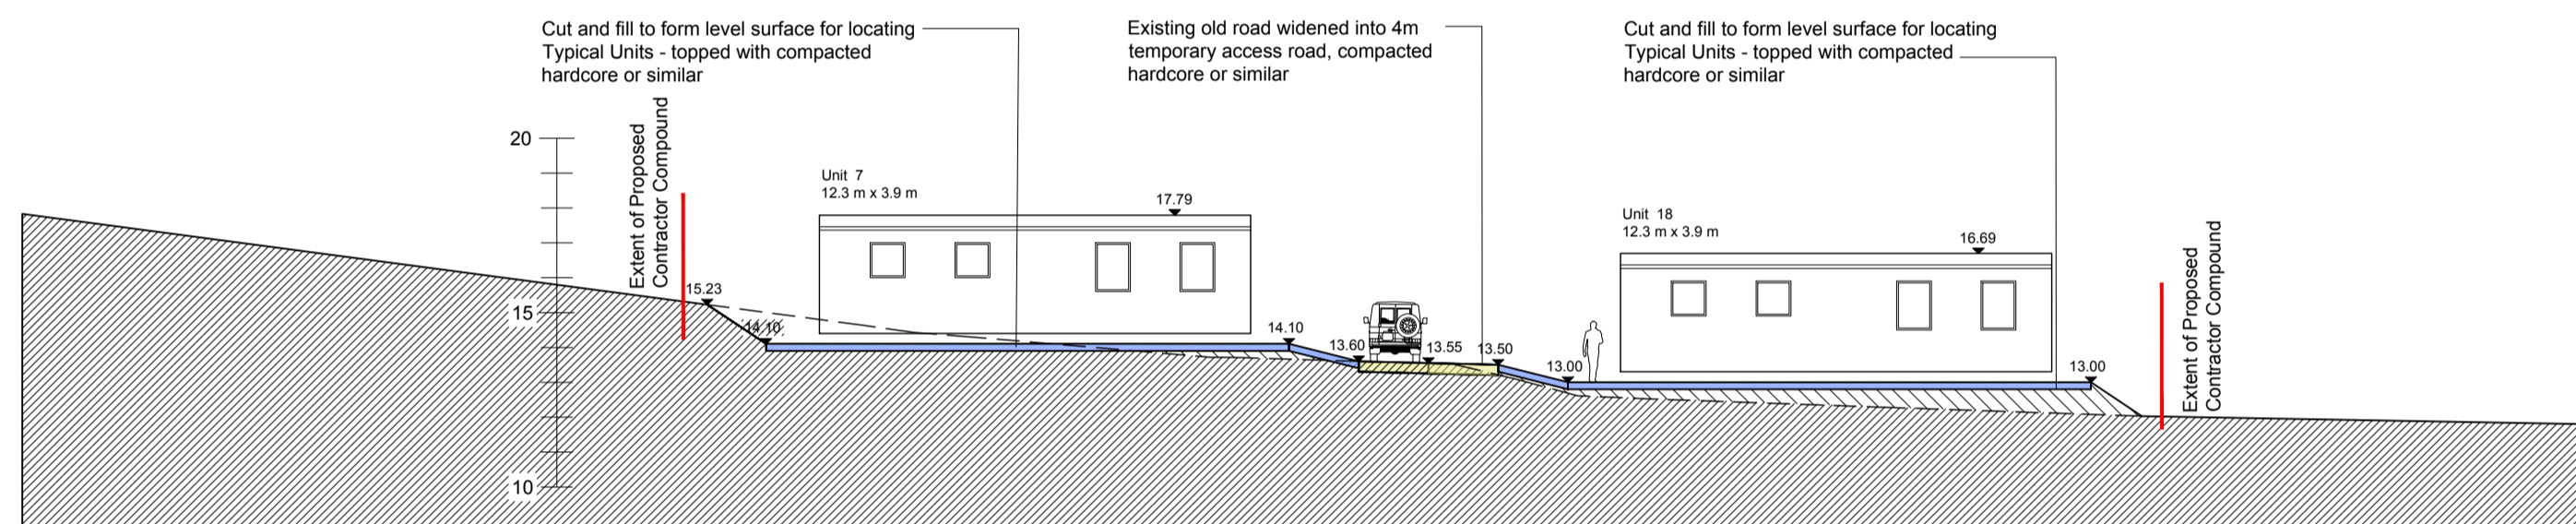 Cut and fill to form level surface for locating
Typical Units - topped with compacted
hardcore or similar
Existing old road widened into 4m
temporary access road, compacted
hardcore or similar
Cut and fill to form level surface for locating
Typical Units - topped with compacted
hardcore or similar
20
15
10
Extent of Proposed
Contractor Compound
15.23
14.10
Unit 7
12.3 m x 3.9 m
17.79
14.10
13.60
13.55
13.50
13.00
Unit 18
12.3 m x 3.9 m
16.69
13.00
Extent of Proposed
Contractor Compound